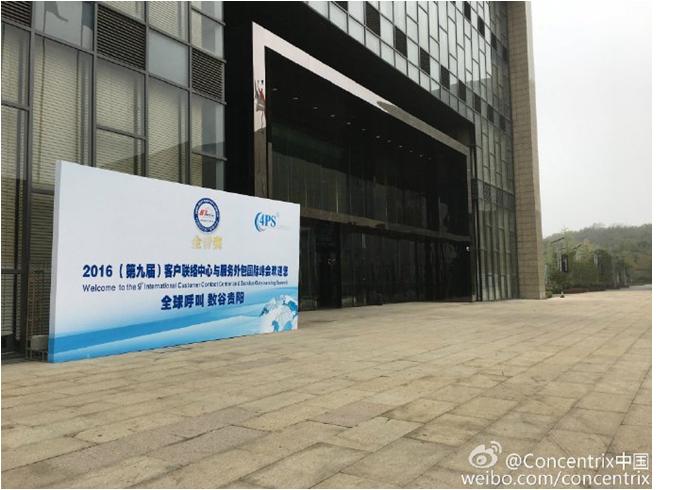 4PS
金音奖
2016（第九届）客户联络中心与服务外包国际峰会欢迎您
Welcome to the 9th International Customer Contact Center and Service Outsourcing Summit
全球呼叫 数谷贵阳
@Concentrix中国
weibo.com/concentrix